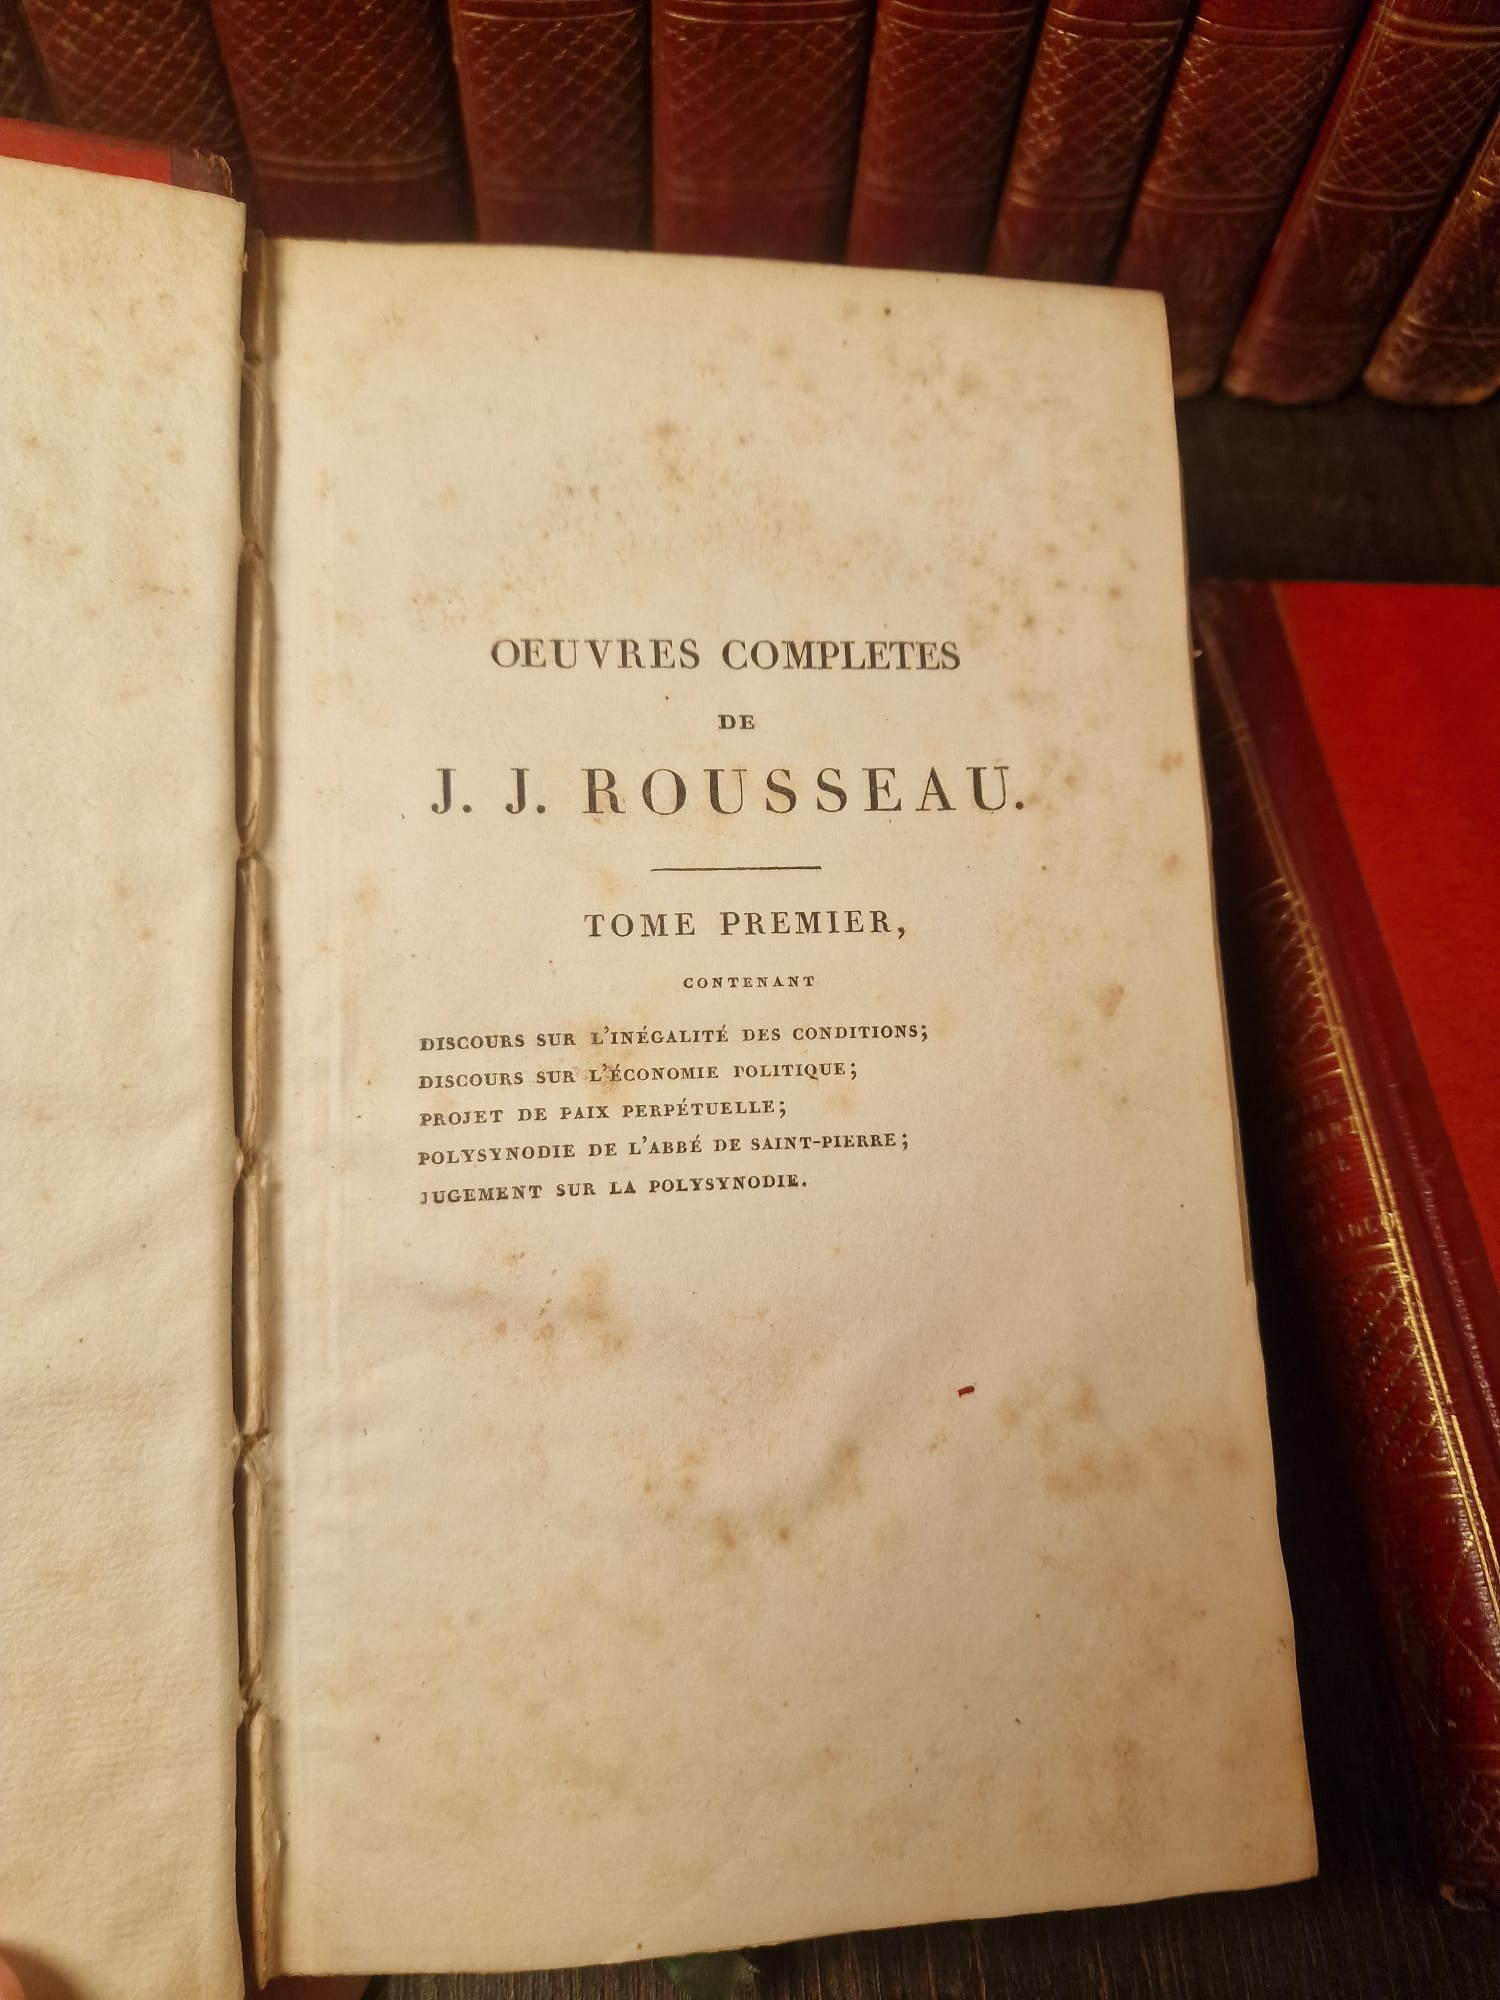 OEUVRES COMPLETES
DE
J. J. ROUSSEAU.
TOME PREMIER,
CONTENANT
DISCOURS SUR L'INÉGALITÉ DES CONDITIONS;
DISCOURS SUR L'ÉCONOMIE POLITIQUE;
PROJET DE PAIX PERPÉTUELLE;
POLYSYNODIE DE L'ABBÉ DE SAINT-PIERRE;
JUGEMENT SUR LA POLYSYNODIE.